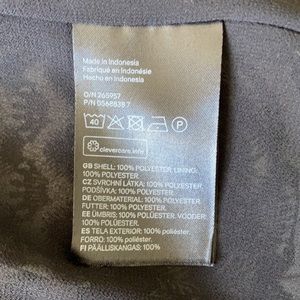 Made in Indonesia
Fabriqué en Indonésie
Hecho en Indonesia
O/N 265957
P/N 0568838 7
40 P
clevercare.info
GB SHELL: 100% POLYESTER. LINING:
100% POLYESTER.
CZ SVRCHNÍ LÁTKA: 100% POLYESTER.
PODŠÍVKA: 100% POLYESTER.
DE OBERMATERIAL: 100% POLYESTER.
FUTTER: 100% POLYESTER.
EE ÜMBRIS: 100% POLÜESTER. VOODER:
100% POLÜESTER.
ES TELA EXTERIOR: 100% poliéster.
FORRO: 100% poliéster.
FI PÄÄLLISKANGAS: 100%